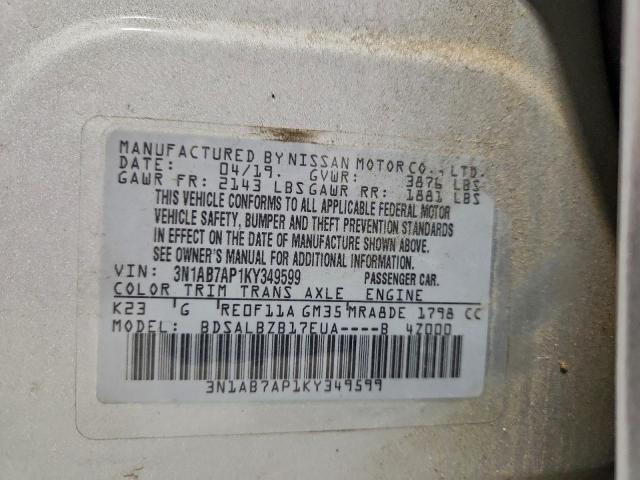 MANUFACTURED BY NISSAN MOTOR CO., LTD.
DATE: 04/19. GVWR: 3876 LBS
GAWR FR: 2143 LBS GAWR RR: 1881 LBS
THIS VEHICLE CONFORMS TO ALL APPLICABLE FEDERAL MOTOR
VEHICLE SAFETY, BUMPER AND THEFT PREVENTION STANDARDS
IN EFFECT ON THE DATE OF MANUFACTURE SHOWN ABOVE.
SEE OWNER'S MANUAL FOR ADDITIONAL INFORMATION
VIN: 3N1AB7AP1KY349599 PASSENGER CAR.
COLOR TRIM TRANS AXLE ENGINE
K23 G RE0F11A GM35 MRA8DE 1798 CC
MODEL: BDSALBZB17EUA----B 4Z000
3N1AB7AP1KY349599